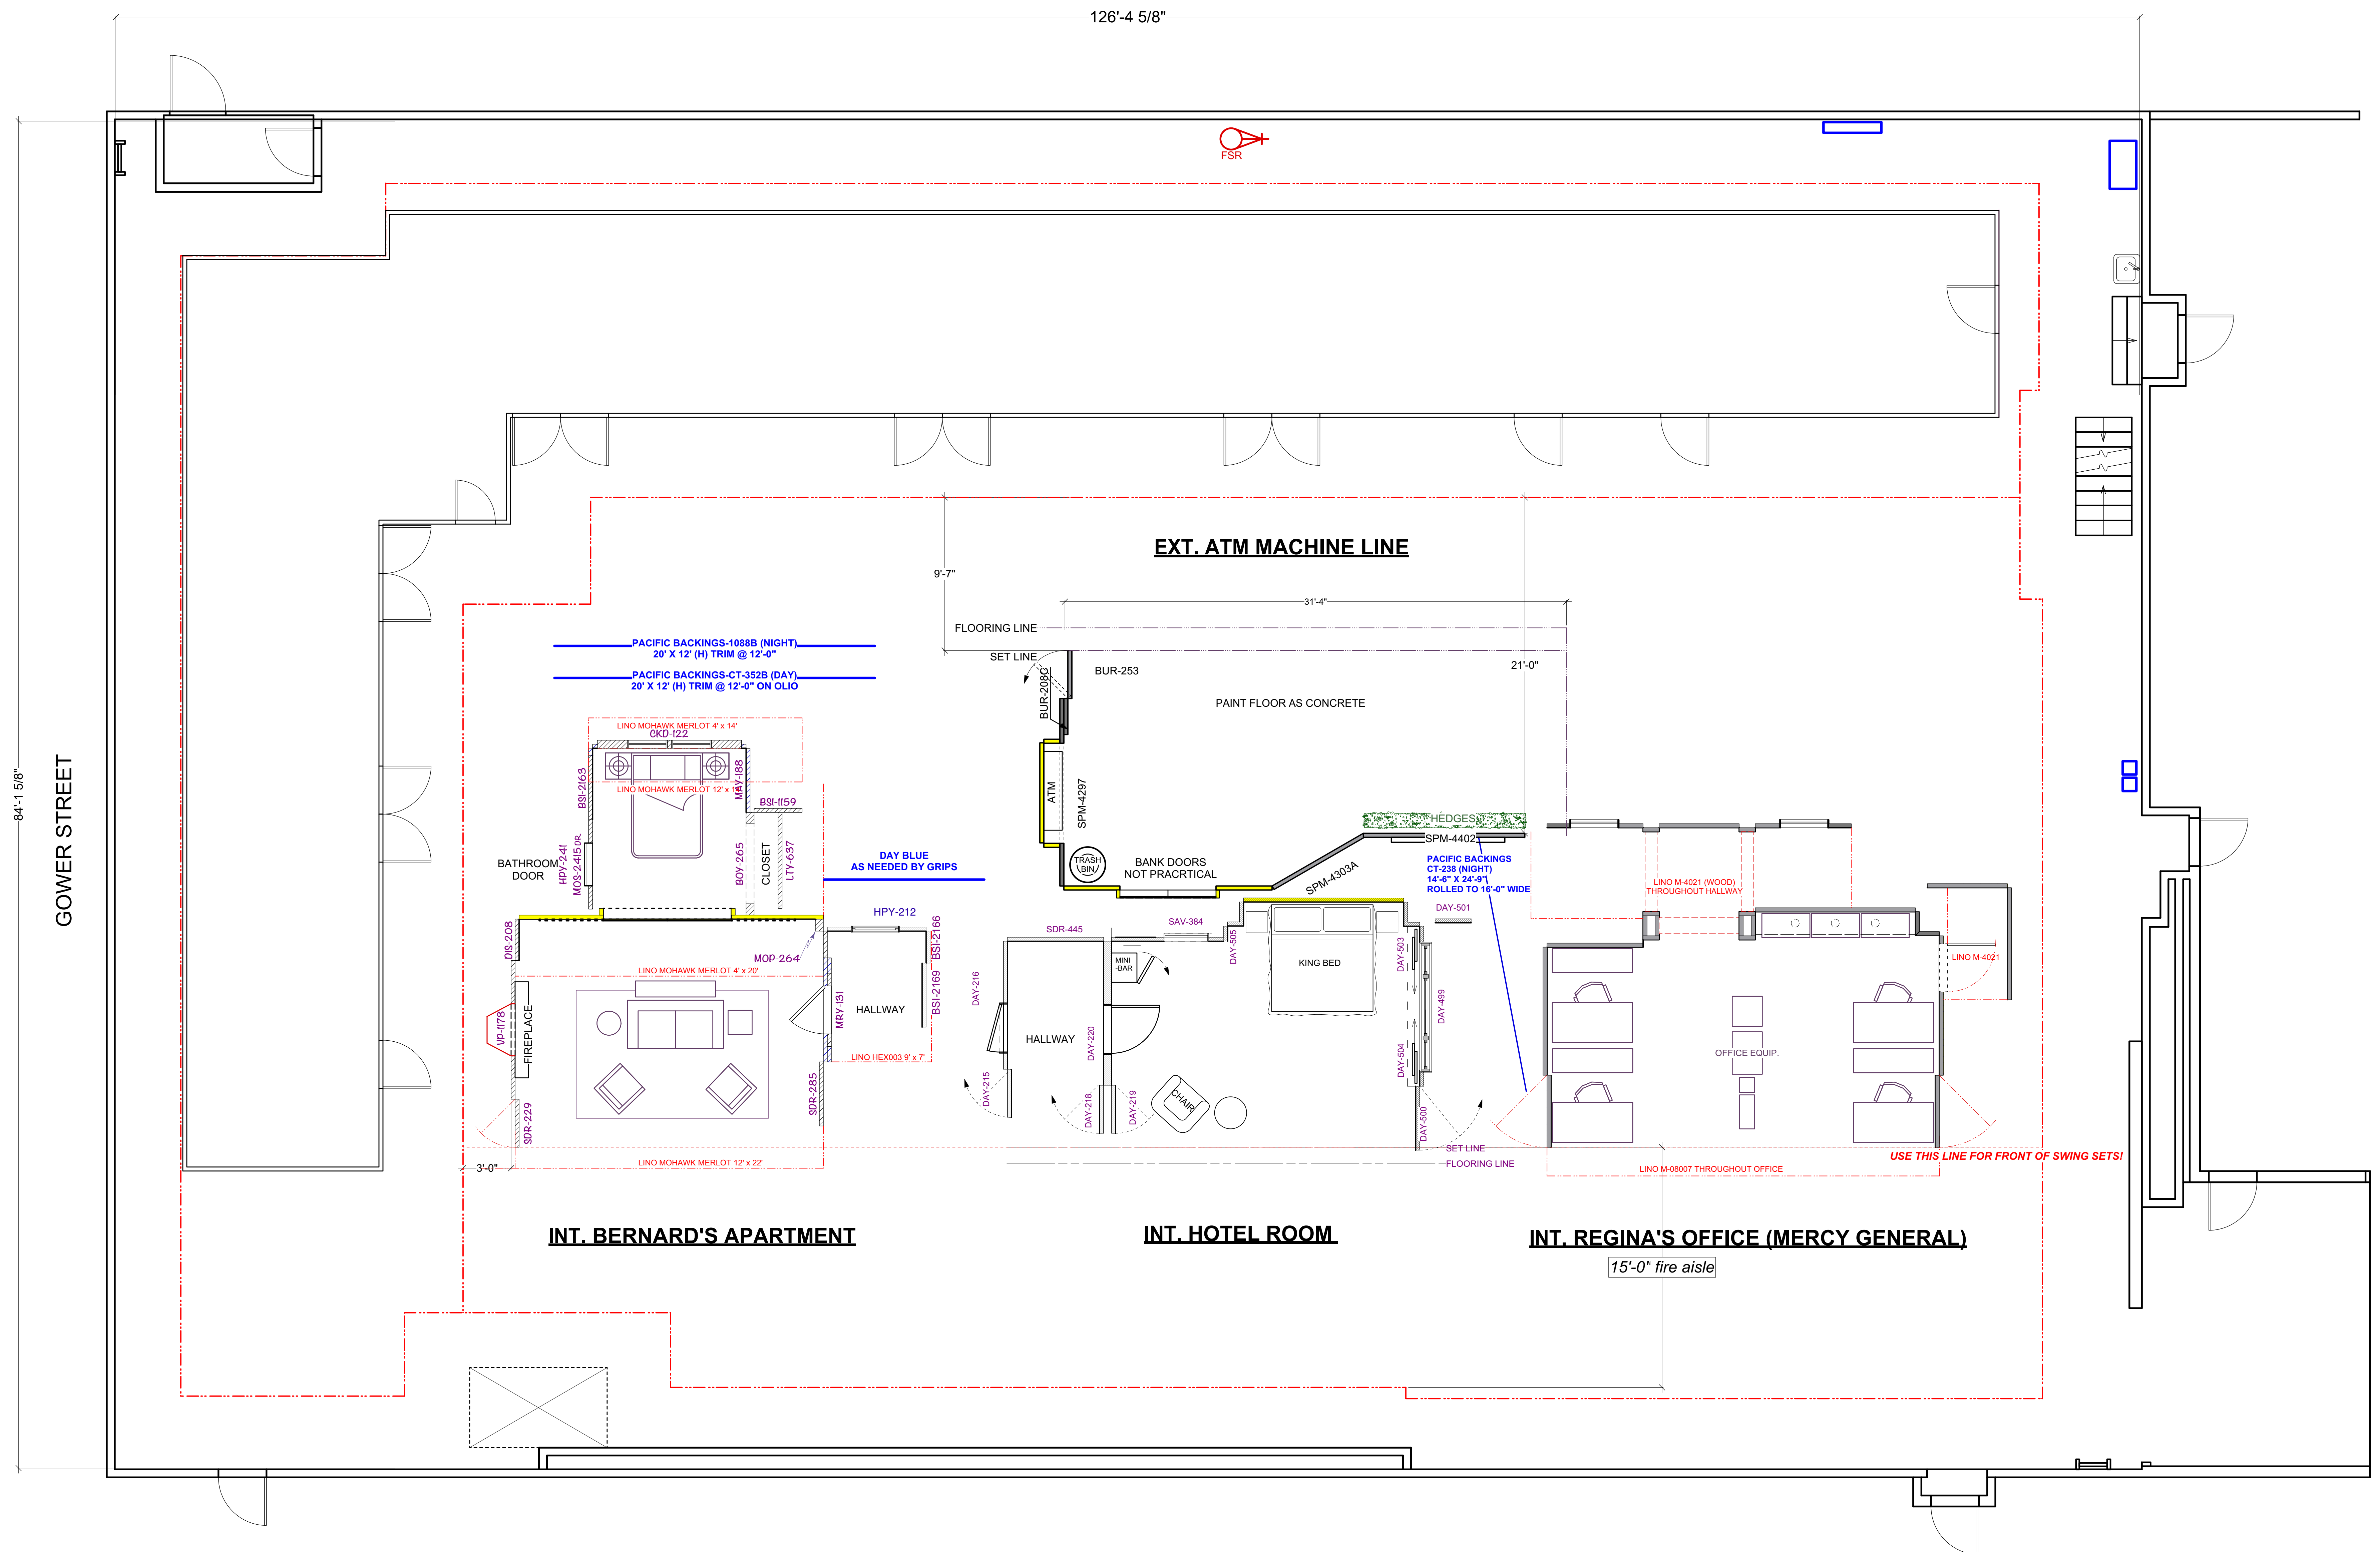 126'-4 5/8"
FSR
84'-1 5/8"
GOWER STREET
EXT. ATM MACHINE LINE
9'-7"
31'-4"
FLOORING LINE
SET LINE
BUR-208G
BUR-253
21'-0"
PAINT FLOOR AS CONCRETE
PACIFIC BACKINGS-1088B (NIGHT)
20' X 12' (H) TRIM @ 12'-0"
PACIFIC BACKINGS-CT-352B (DAY)
20' X 12' (H) TRIM @ 12'-0" ON OLIO
LINO MOHAWK MERLOT 4' x 14'
CKD-122
BSI-2163
MAY-188
LINO MOHAWK MERLOT 12' x 14'
BSI-1159
ATM
SPM-4297
HEDGES
SPM-4402
TRASH
BIN
BANK DOORS
NOT PRACRTICAL
SPM-4303A
BATHROOM
DOOR
HPY-241
MOS-2415 DR.
BOY-265
CLOSET
LTY-637
DAY BLUE
AS NEEDED BY GRIPS
PACIFIC BACKINGS
CT-238 (NIGHT)
14'-6" X 24'-9"
ROLLED TO 16'-0" WIDE
LINO M-4021 (WOOD)
THROUGHOUT HALLWAY
HPY-212
DAY-501
SAV-384
SDR-445
DIS-208
BSI-2166
DAY-505
DAY-503
MOP-264
LINO MOHAWK MERLOT 4' x 20'
MINI
-BAR
KING BED
LINO M-4021
BSI-2169
DAY-216
DAY-499
MRY-131
HALLWAY
VP-1178
FIREPLACE
HALLWAY
DAY-220
DAY-504
OFFICE EQUIP.
LINO HEX003 9' x 7'
SDR-285
DAY-215
DAY-218
DAY-219
CHAIR
DAY-500
SDR-229
SET LINE
FLOORING LINE
USE THIS LINE FOR FRONT OF SWING SETS!
3'-0"
LINO MOHAWK MERLOT 12' x 22'
LINO M-08007 THROUGHOUT OFFICE
INT. BERNARD'S APARTMENT
INT. HOTEL ROOM
INT. REGINA'S OFFICE (MERCY GENERAL)
15'-0" fire aisle